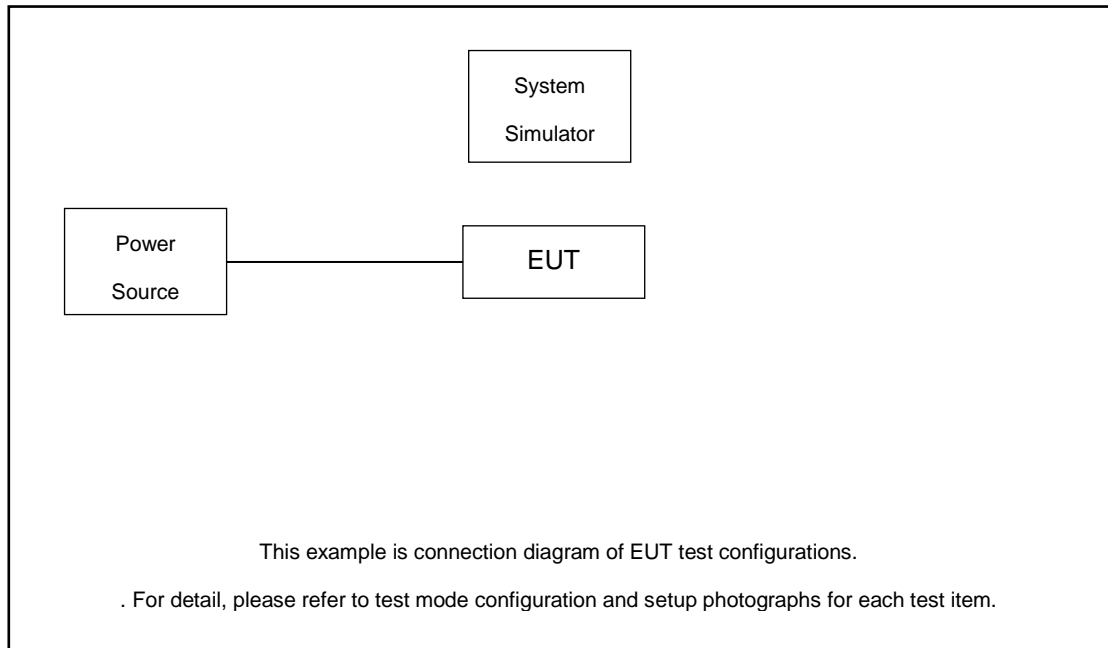 System
Simulator
Power
Source
EUT
This example is connection diagram of EUT test configurations.
. For detail, please refer to test mode configuration and setup photographs for each test item.